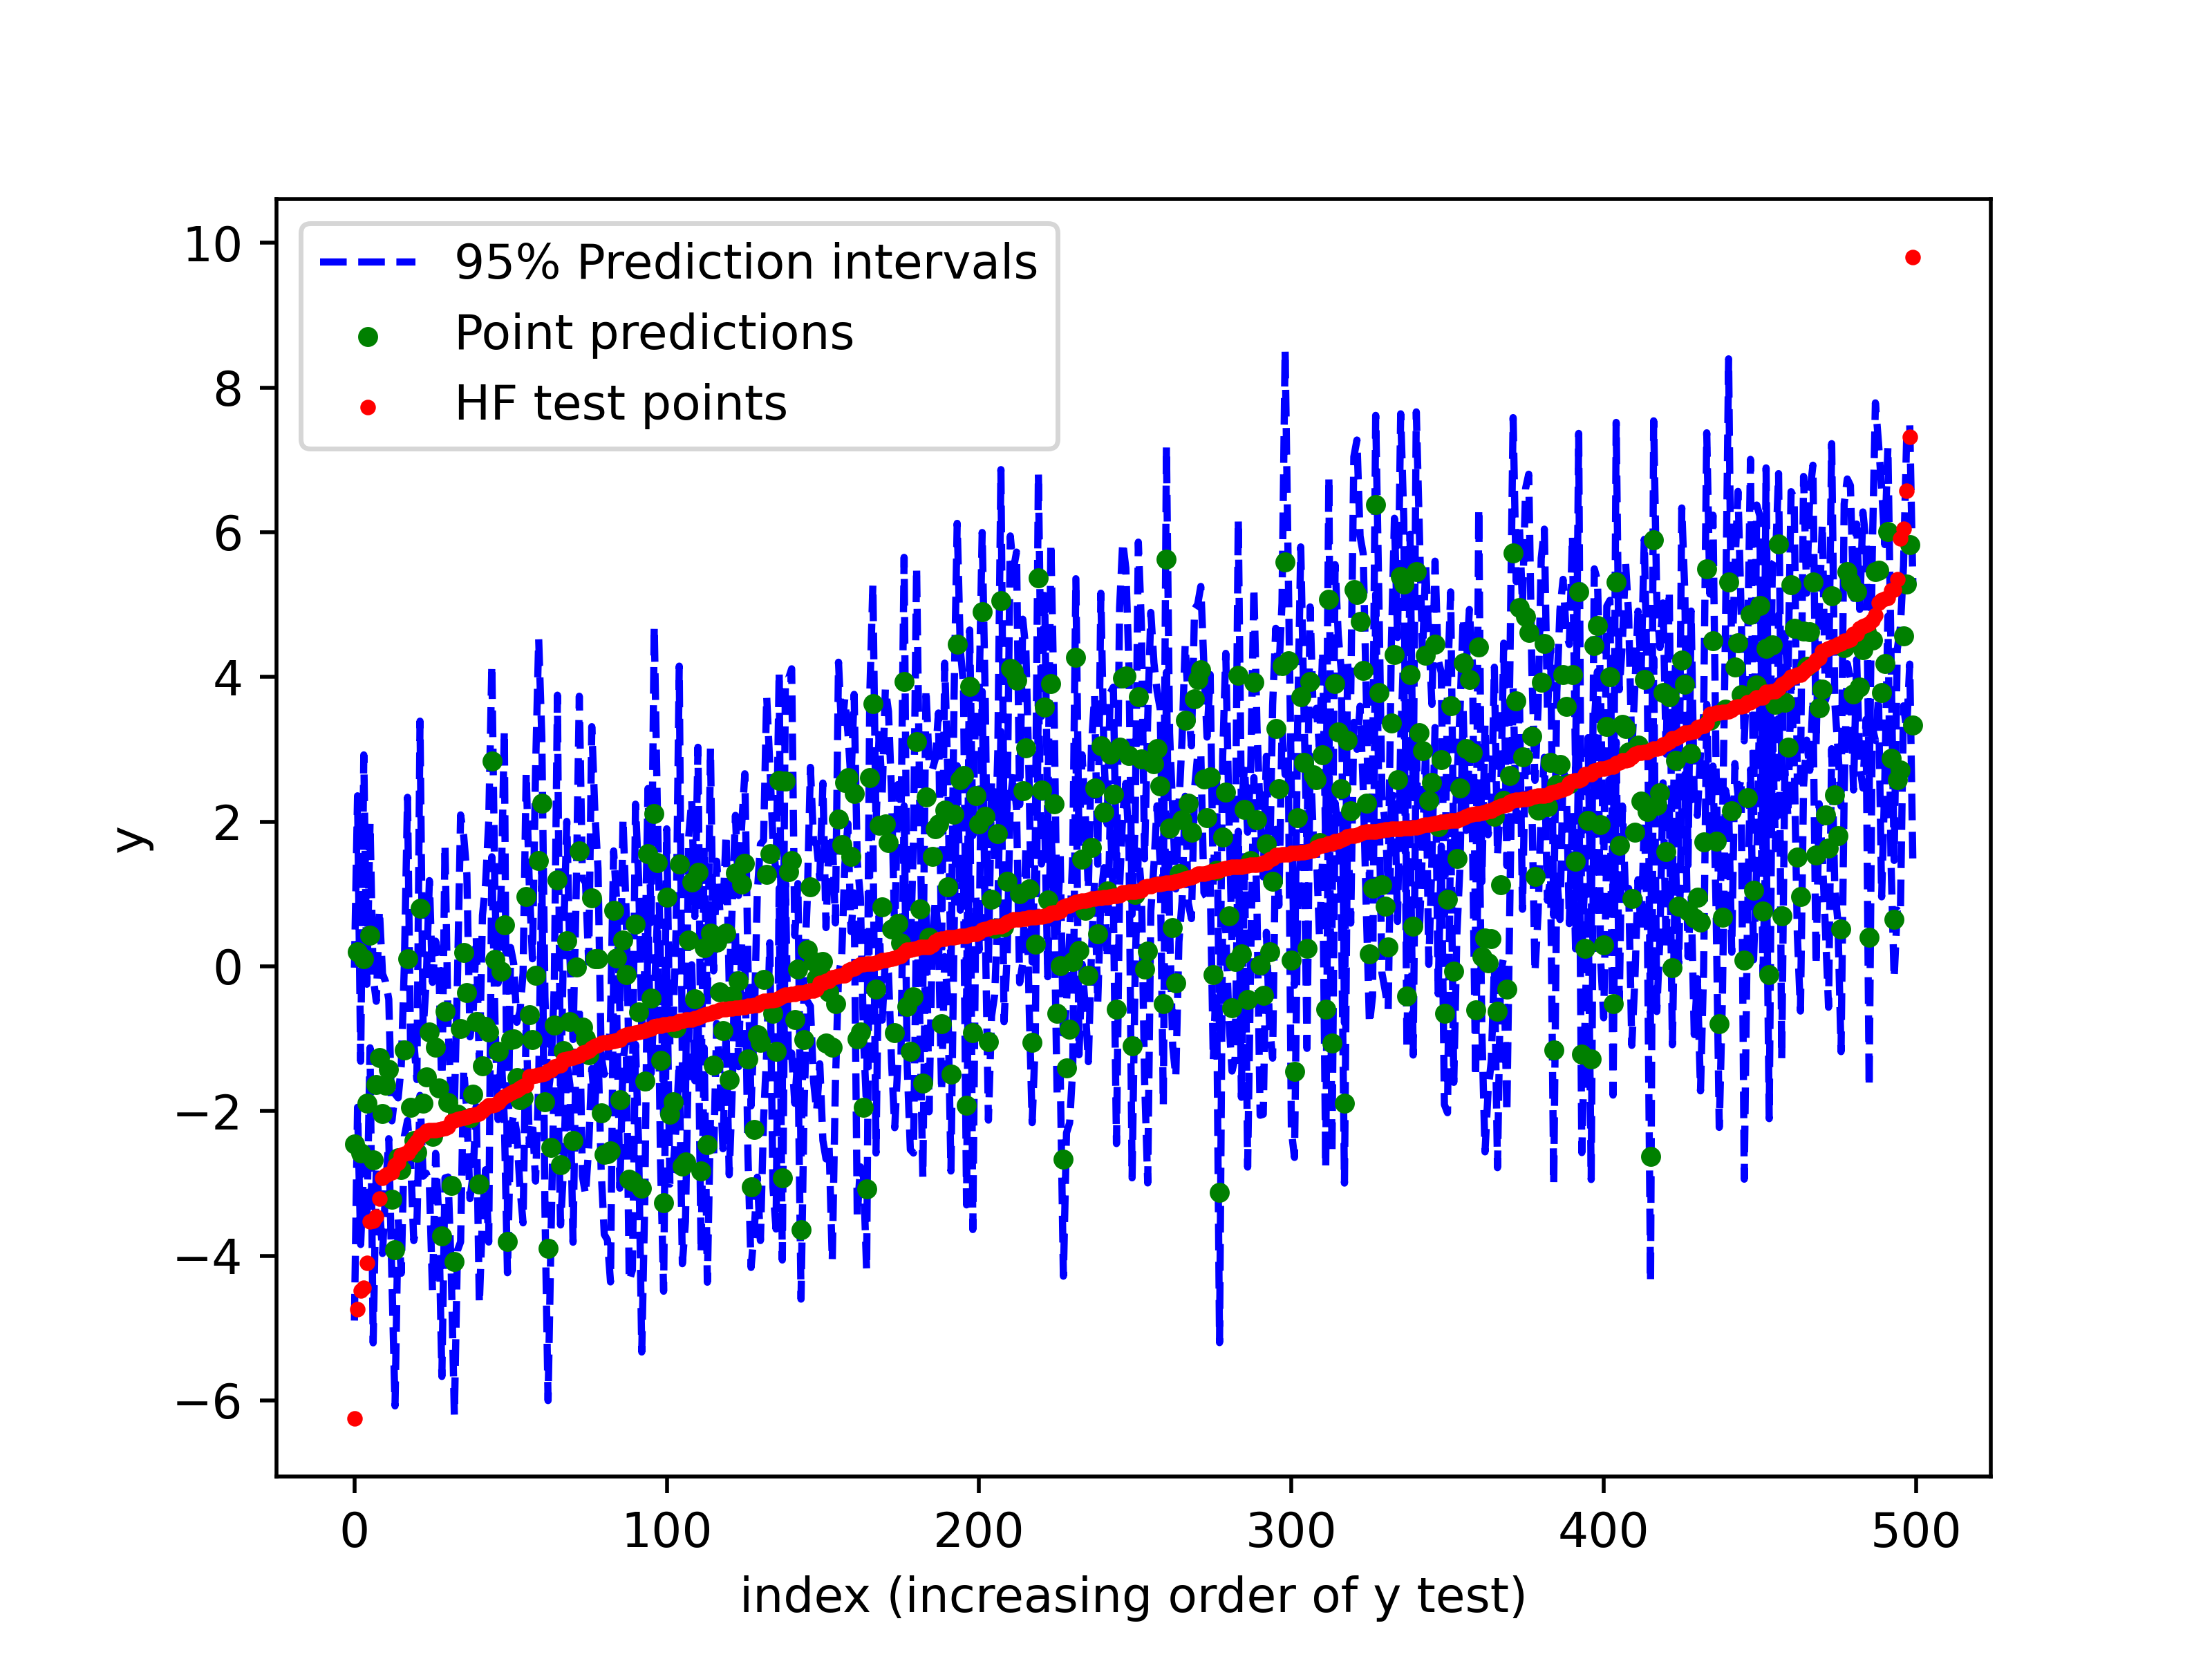 95% Prediction intervals
Point predictions
HF test points
10
8
6
4
2
0
−2
−4
−6
y
0 100 200 300 400 500
index (increasing order of y test)